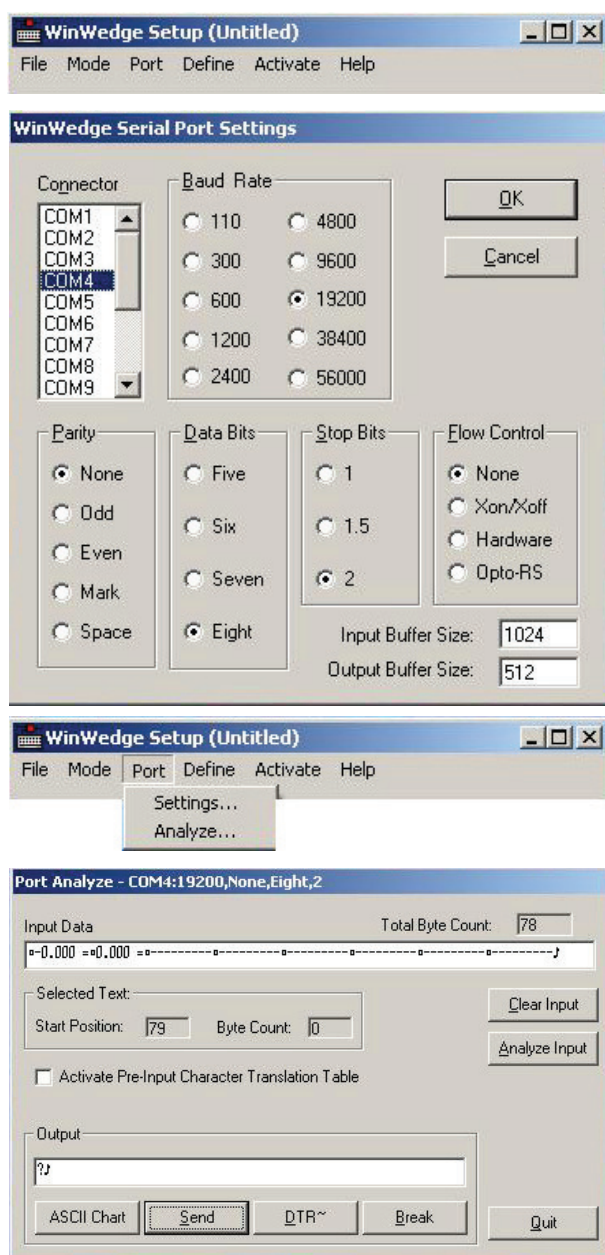 WinWedge Setup (Untitled)
File Mode Port Define Activate Help
WinWedge Serial Port Settings
Connector
COM1
COM2
COM3
COM4
COM5
COM6
COM7
COM8
COM9
Baud Rate
110 4800
300 9600
600 19200
1200 38400
2400 56000
OK
Cancel
Parity
None
Odd
Even
Mark
Space
Data Bits
Five
Six
Seven
Eight
Stop Bits
1
1.5
2
Flow Control
None
Xon/Xoff
Hardware
Opto-RS
Input Buffer Size: 1024
Output Buffer Size: 512
WinWedge Setup (Untitled)
File Mode Port Define Activate Help
Settings...
Analyze...
Port Analyze - COM4:19200,None,Eight,2
Input Data Total Byte Count: 78
¤-0.000 =¤0.000 =¤---------¤---------¤---------¤---------¤---------¤---------♪
Selected Text:
Start Position: 79 Byte Count: 0
Clear Input
Analyze Input
Activate Pre-Input Character Translation Table
Output
?♪
ASCII Chart Send DTR~ Break Quit